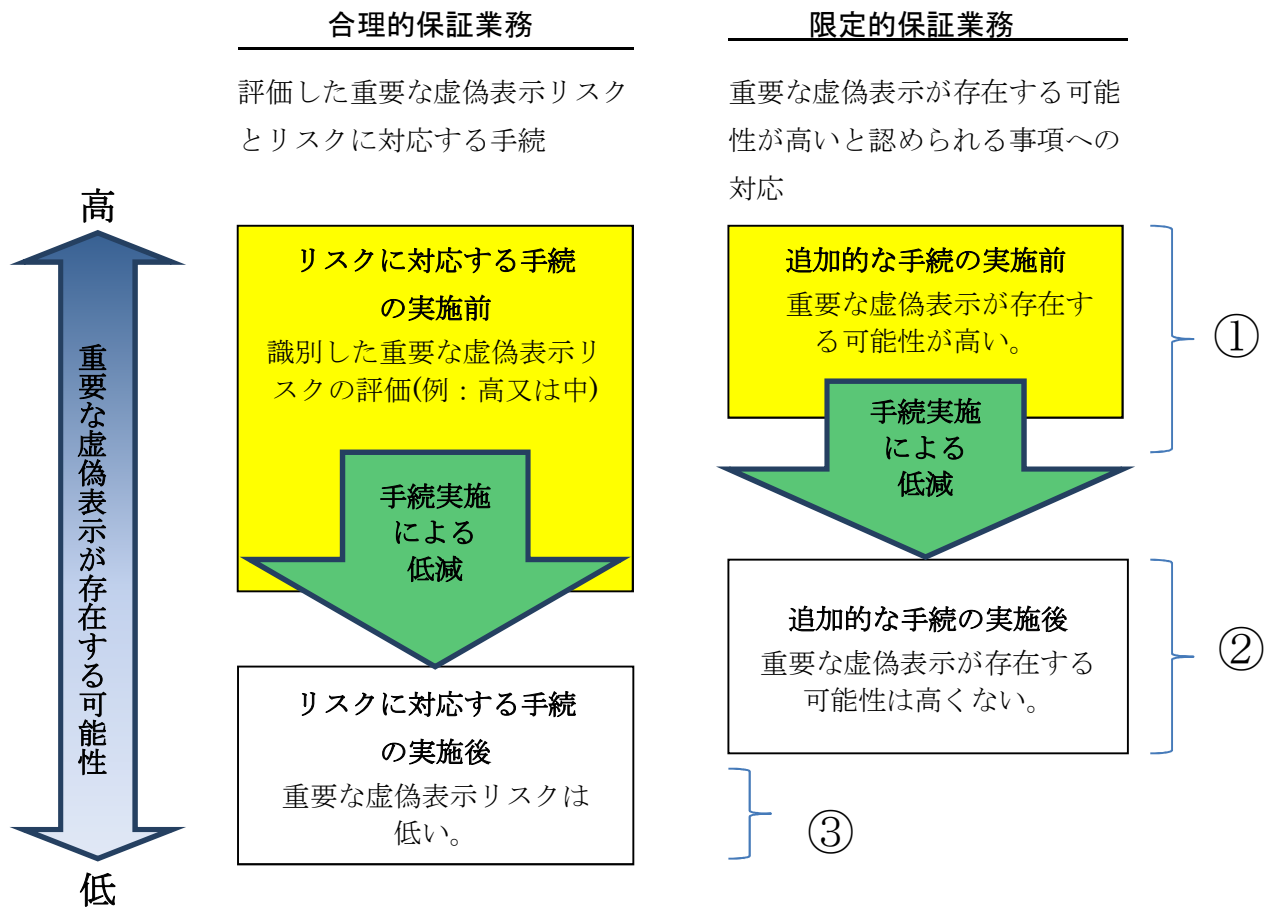 合理的保証業務
評価した重要な虚偽表示リスク
とリスクに対応する手続
限定的保証業務
重要な虚偽表示が存在する可能
性が高いと認められる事項への
対応
高
重要な虚偽表示が存在する可能性
低
リスクに対応する手続
の実施前
識別した重要な虚偽表示リ
スクの評価(例：高又は中)
手続実施
による
低減
リスクに対応する手続
の実施後
重要な虚偽表示リスクは
低い。
追加的な手続の実施前
重要な虚偽表示が存在す
る可能性が高い。
手続実施
による
低減
追加的な手続の実施後
重要な虚偽表示が存在する
可能性は高くない。
①
②
③